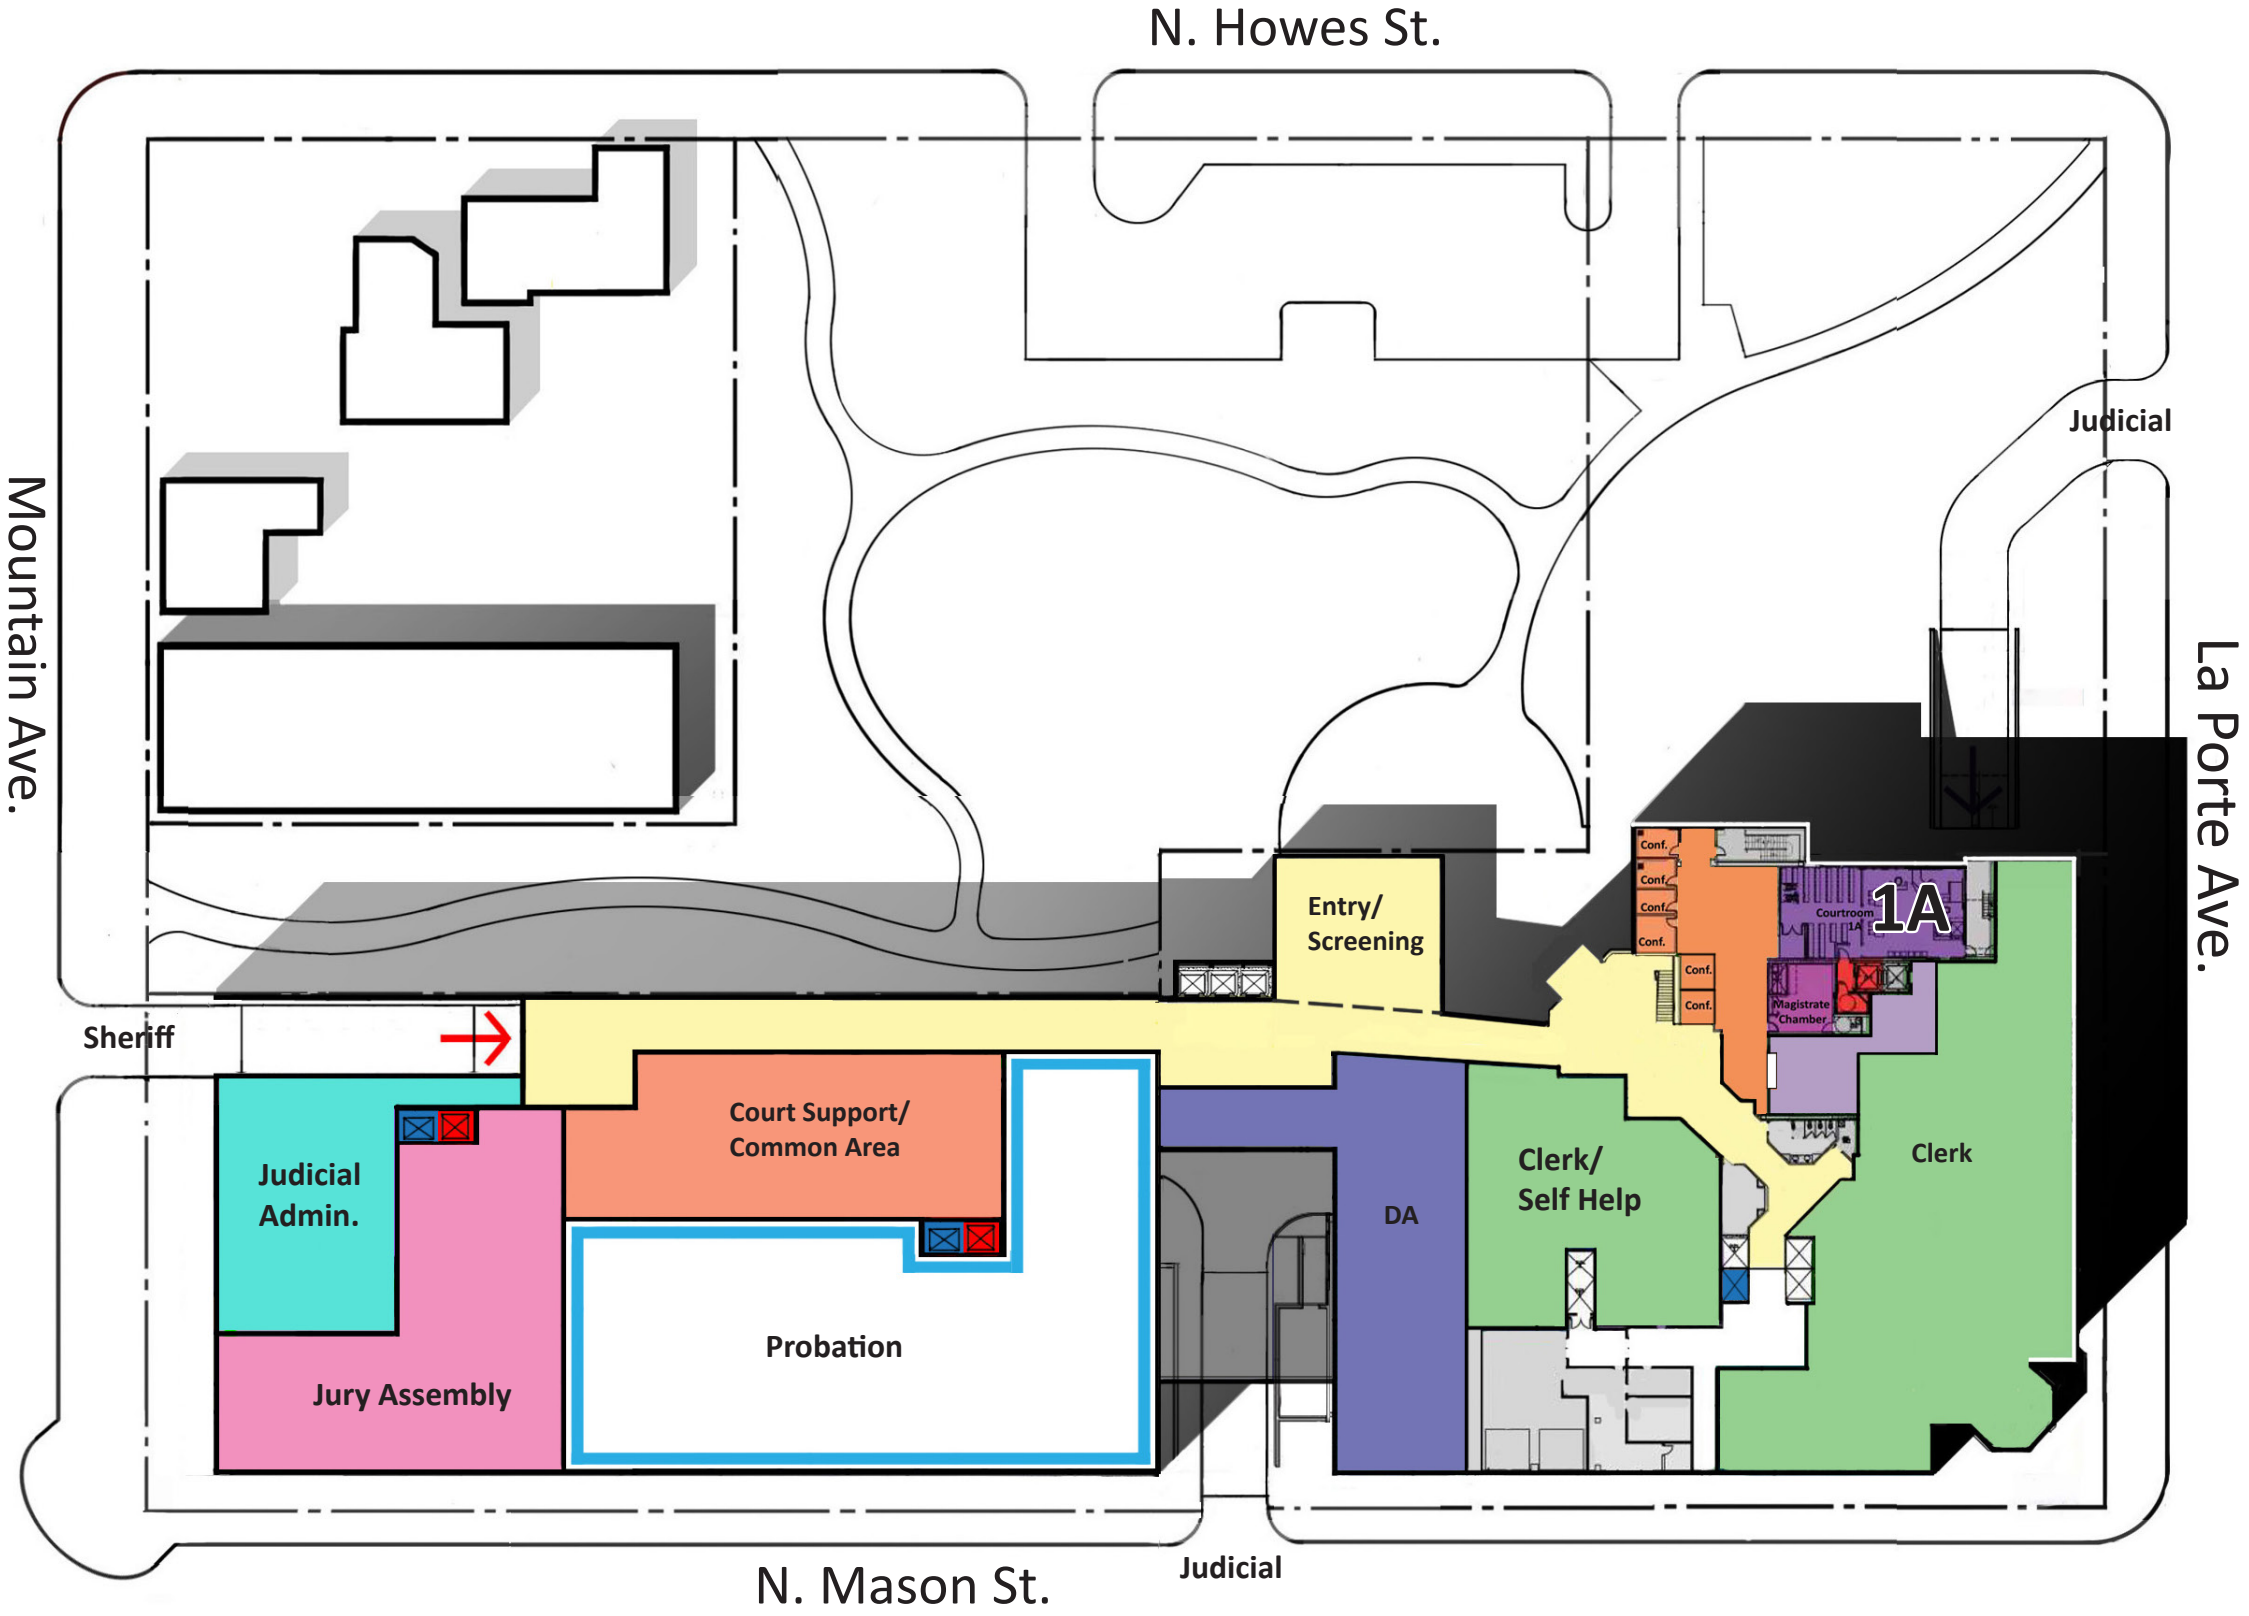 N. Howes St.
Judicial
Mountain Ave.
La Porte Ave.
Conf.
Conf.
Conf.
Conf.
Courtroom
1A
1A
Entry/
Screening
Conf.
Conf.
Magistrate
Chamber
Sheriff
Court Support/
Common Area
Judicial
Admin.
Clerk/
Self Help
Clerk
DA
Probation
Jury Assembly
Judicial
N. Mason St.